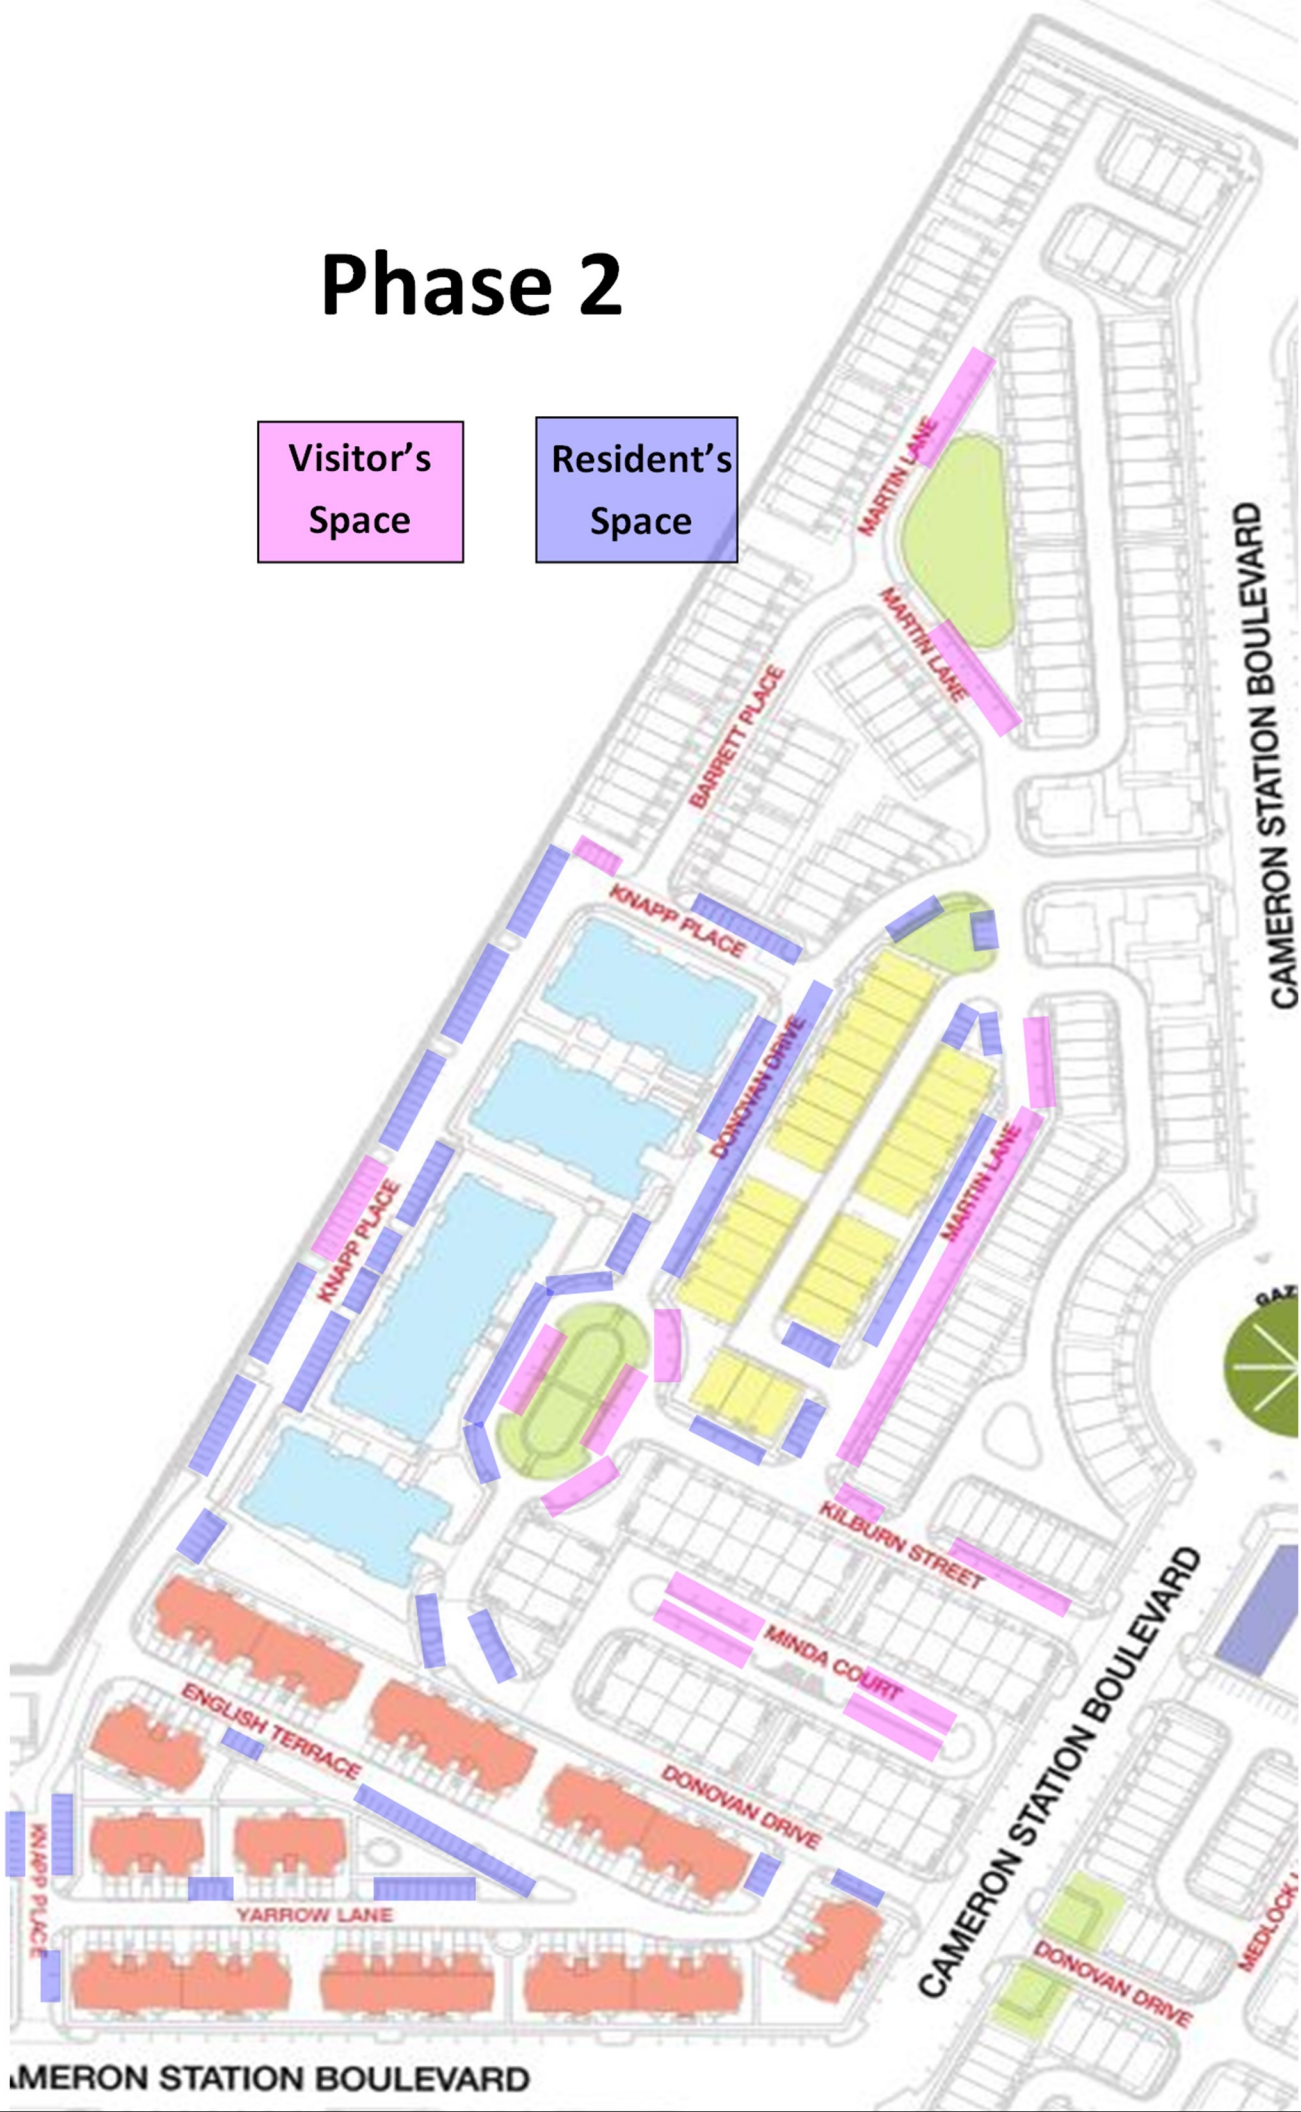 Phase 2
Visitor's
Space
Resident's
Space
MARTIN LANE
MARTIN LANE
CAMERON STATION BOULEVARD
BARRETT PLACE
KNAPP PLACE
DONOVAN DRIVE
MARTIN LANE
KNAPP PLACE
GAZ
KILBURN STREET
MINDA COURT
ENGLISH TERRACE
DONOVAN DRIVE
CAMERON STATION BOULEVARD
KNAPP PLACE
YARROW LANE
MEDLOCK
DONOVAN DRIVE
AMERON STATION BOULEVARD